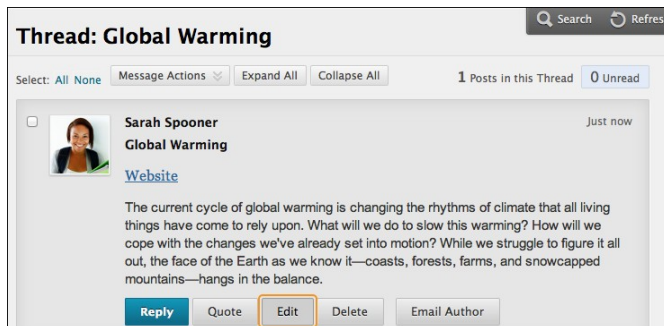 Search Refres
Thread: Global Warming
Select: All None Message Actions Expand All Collapse All 1 Posts in this Thread 0 Unread
Sarah Spooner Just now
Global Warming
Website
The current cycle of global warming is changing the rhythms of climate that all living
things have come to rely upon. What will we do to slow this warming? How will we
cope with the changes we've already set into motion? While we struggle to figure it all
out, the face of the Earth as we know it—coasts, forests, farms, and snowcapped
mountains—hangs in the balance.
Reply Quote Edit Delete Email Author